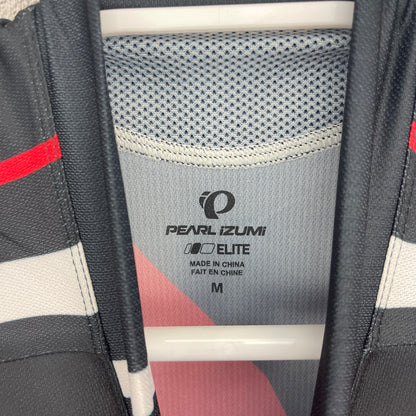 PEARL iZUMi
ELITE
MADE IN CHINA
FAIT EN CHINE
M